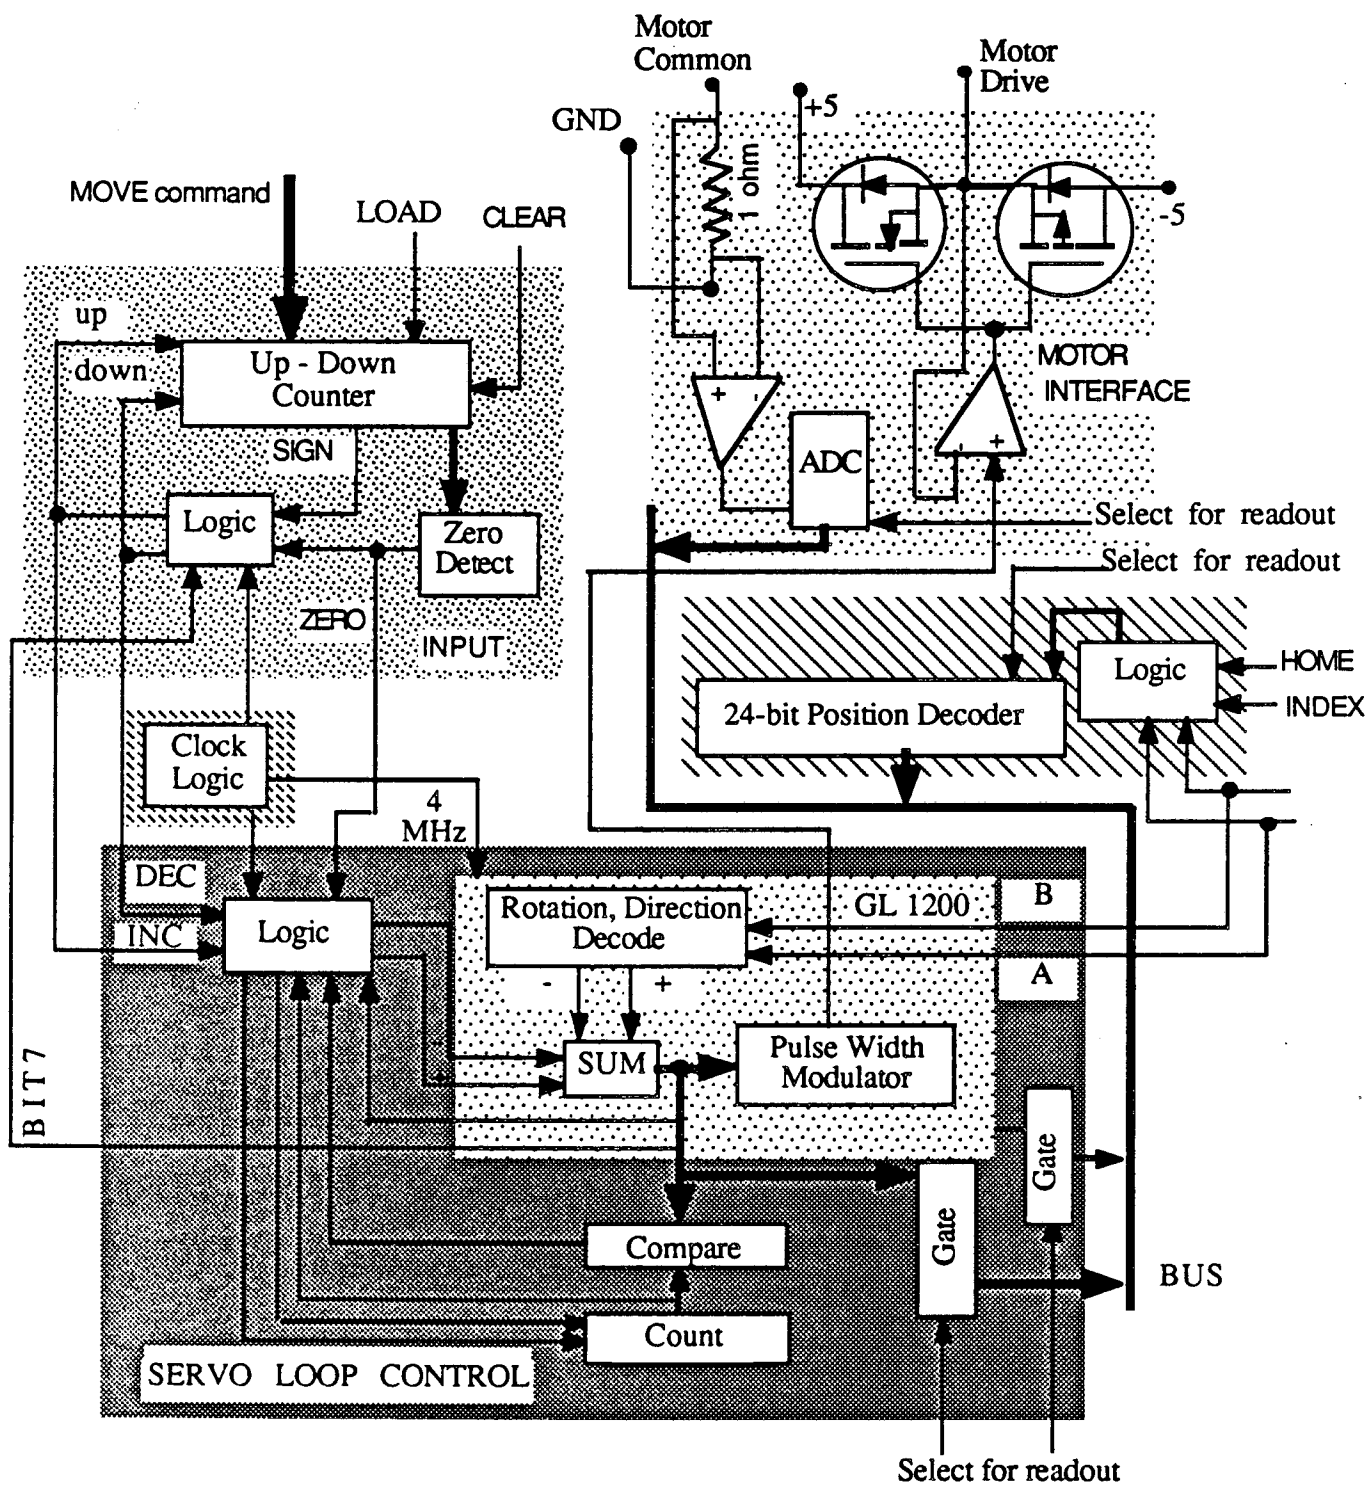 Motor
Common
Motor
Drive
GND
+5
1 ohm
-5
MOVE command
LOAD
CLEAR
up
down
Up - Down
Counter
SIGN
Logic
Zero
Detect
ZERO
INPUT
+
-
ADC
-
+
MOTOR
INTERFACE
Select for readout
Select for readout
Logic
HOME
INDEX
24-bit Position Decoder
Clock
Logic
4
MHz
DEC
INC
Logic
Rotation, Direction
Decode
GL 1200
B
A
-
+
SUM
-
+
Pulse Width
Modulator
BIT7
Gate
Gate
Compare
Count
BUS
SERVO LOOP CONTROL
Select for readout